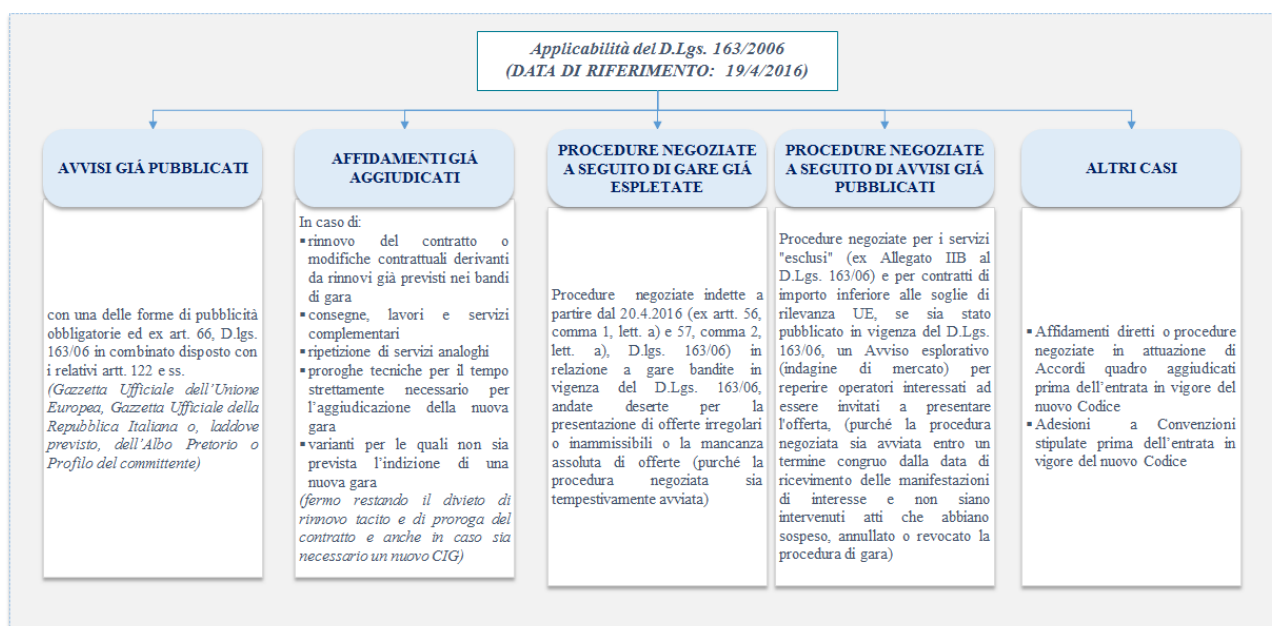 Applicabilità del D.Lgs. 163/2006
(DATA DI RIFERIMENTO: 19/4/2016)
AVVISI GIÁ PUBBLICATI
con una delle forme di pubblicità
obbligatorie ed ex art. 66, D.lgs.
163/06 in combinato disposto con
i relativi artt. 122 e ss.
(Gazzetta Ufficiale dell'Unione
Europea, Gazzetta Ufficiale della
Repubblica Italiana o, laddove
previsto, dell'Albo Pretorio o
Profilo del committente)
AFFIDAMENTI GIÁ
AGGIUDICATI
In caso di:
▪rinnovo del contratto o
modifiche contrattuali derivanti
da rinnovi già previsti nei bandi
di gara
▪consegne, lavori e servizi
complementari
▪ripetizione di servizi analoghi
▪proroghe tecniche per il tempo
strettamente necessario per
l'aggiudicazione della nuova
gara
▪varianti per le quali non sia
prevista l'indizione di una
nuova gara
(fermo restando il divieto di
rinnovo tacito e di proroga del
contratto e anche in caso sia
necessario un nuovo CIG)
PROCEDURE NEGOZIATE
A SEGUITO DI GARE GIÁ
ESPLETATE
Procedure negoziate indette a
partire dal 20.4.2016 (ex artt. 56,
comma 1, lett. a) e 57, comma 2,
lett. a), D.lgs. 163/06) in
relazione a gare bandite in
vigenza del D.Lgs. 163/06,
andate deserte per la
presentazione di offerte irregolari
o inammissibili o la mancanza
assoluta di offerte (purché la
procedura negoziata sia
tempestivamente avviata)
PROCEDURE NEGOZIATE
A SEGUITO DI AVVISI GIÁ
PUBBLICATI
Procedure negoziate per i servizi
"esclusi" (ex Allegato IIB al
D.Lgs. 163/06) e per contratti di
importo inferiore alle soglie di
rilevanza UE, se sia stato
pubblicato in vigenza del D.Lgs.
163/06, un Avviso esplorativo
(indagine di mercato) per
reperire operatori interessati ad
essere invitati a presentare
l'offerta, (purché la procedura
negoziata sia avviata entro un
termine congruo dalla data di
ricevimento delle manifestazioni
di interesse e non siano
intervenuti atti che abbiano
sospeso, annullato o revocato la
procedura di gara)
ALTRI CASI
▪ Affidamenti diretti o procedure
negoziate in attuazione di
Accordi quadro aggiudicati
prima dell'entrata in vigore del
nuovo Codice
▪ Adesioni a Convenzioni
stipulate prima dell'entrata in
vigore del nuovo Codice